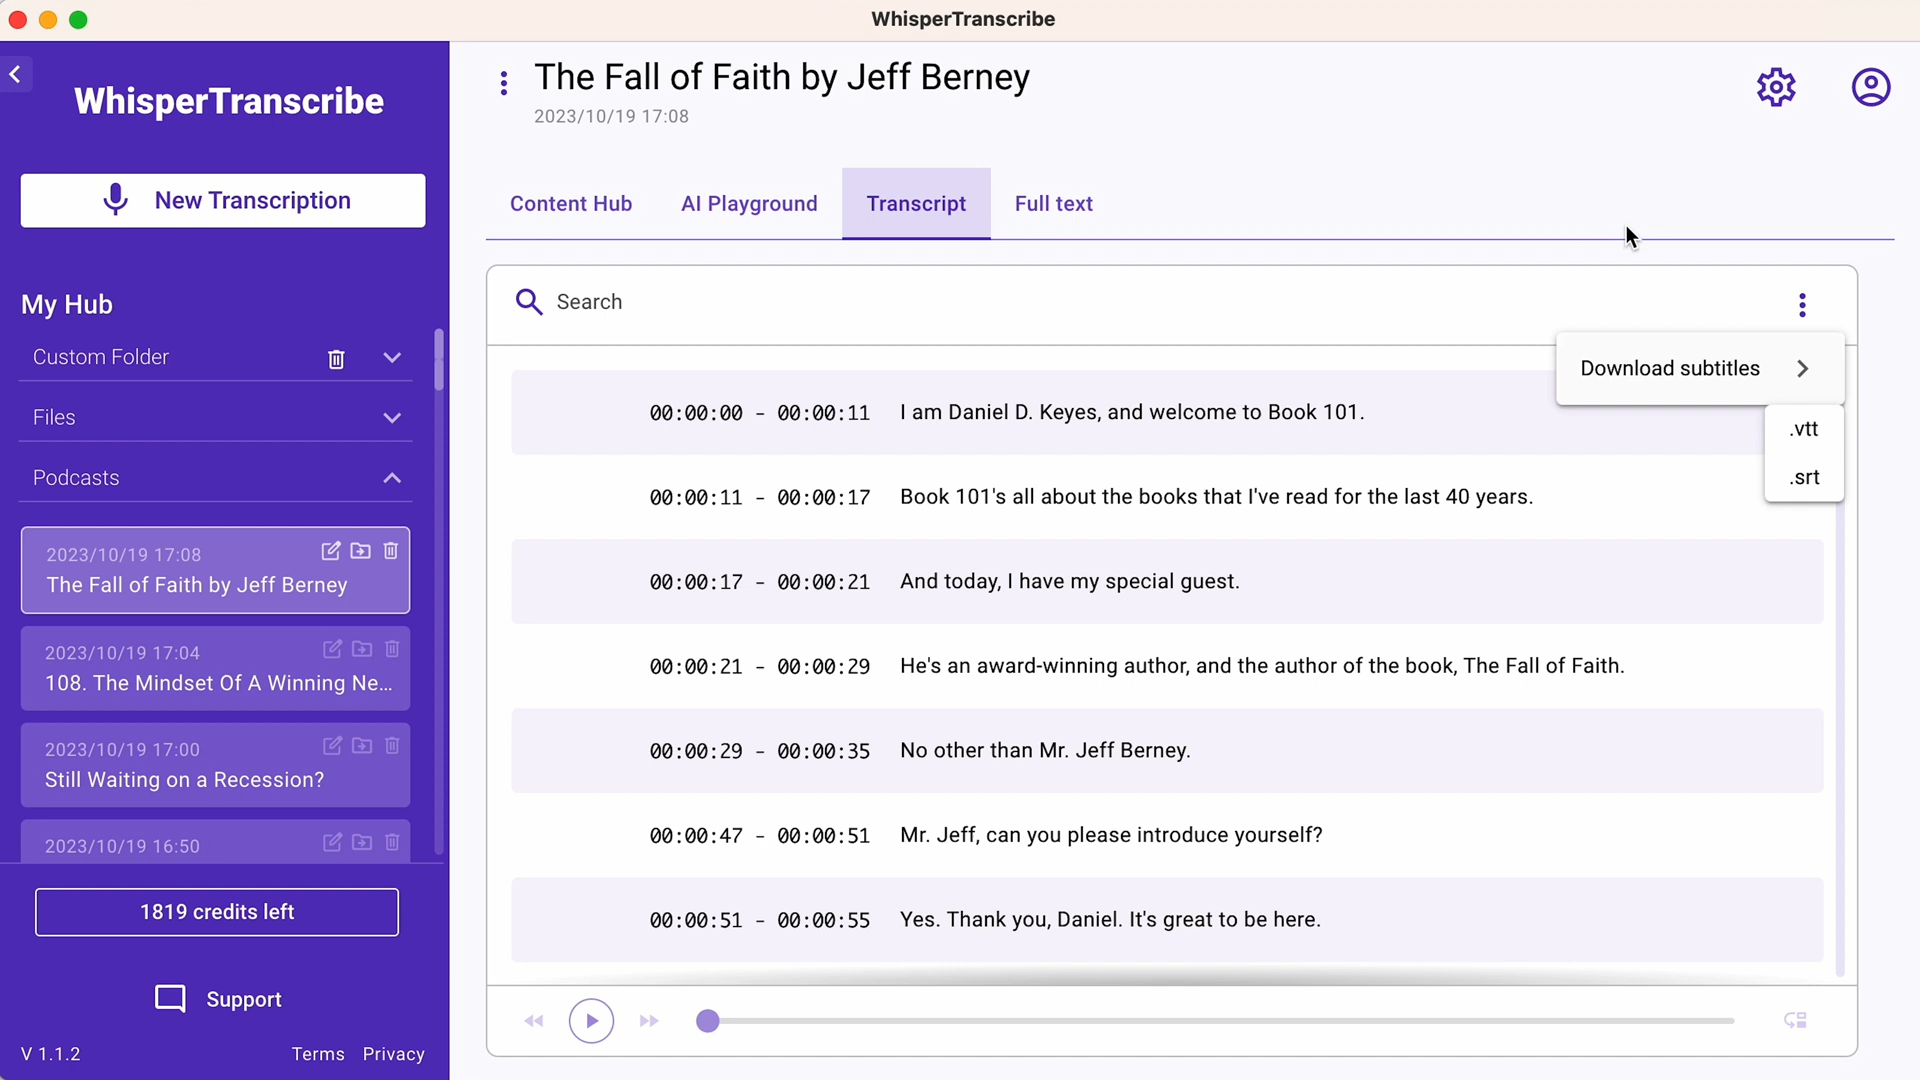 WhisperTranscribe
WhisperTranscribe
New Transcription
My Hub
Custom Folder
Files
Podcasts
2023/10/19 17:08
The Fall of Faith by Jeff Berney
2023/10/19 17:04
108. The Mindset Of A Winning Ne...
2023/10/19 17:00
Still Waiting on a Recession?
2023/10/19 16:50
1819 credits left
Support
V 1.1.2 Terms Privacy
The Fall of Faith by Jeff Berney
2023/10/19 17:08
Content Hub AI Playground Transcript Full text
Search
Download subtitles
.vtt
.srt
00:00:00 - 00:00:11 I am Daniel D. Keyes, and welcome to Book 101.
00:00:11 - 00:00:17 Book 101's all about the books that I've read for the last 40 years.
00:00:17 - 00:00:21 And today, I have my special guest.
00:00:21 - 00:00:29 He's an award-winning author, and the author of the book, The Fall of Faith.
00:00:29 - 00:00:35 No other than Mr. Jeff Berney.
00:00:47 - 00:00:51 Mr. Jeff, can you please introduce yourself?
00:00:51 - 00:00:55 Yes. Thank you, Daniel. It's great to be here.